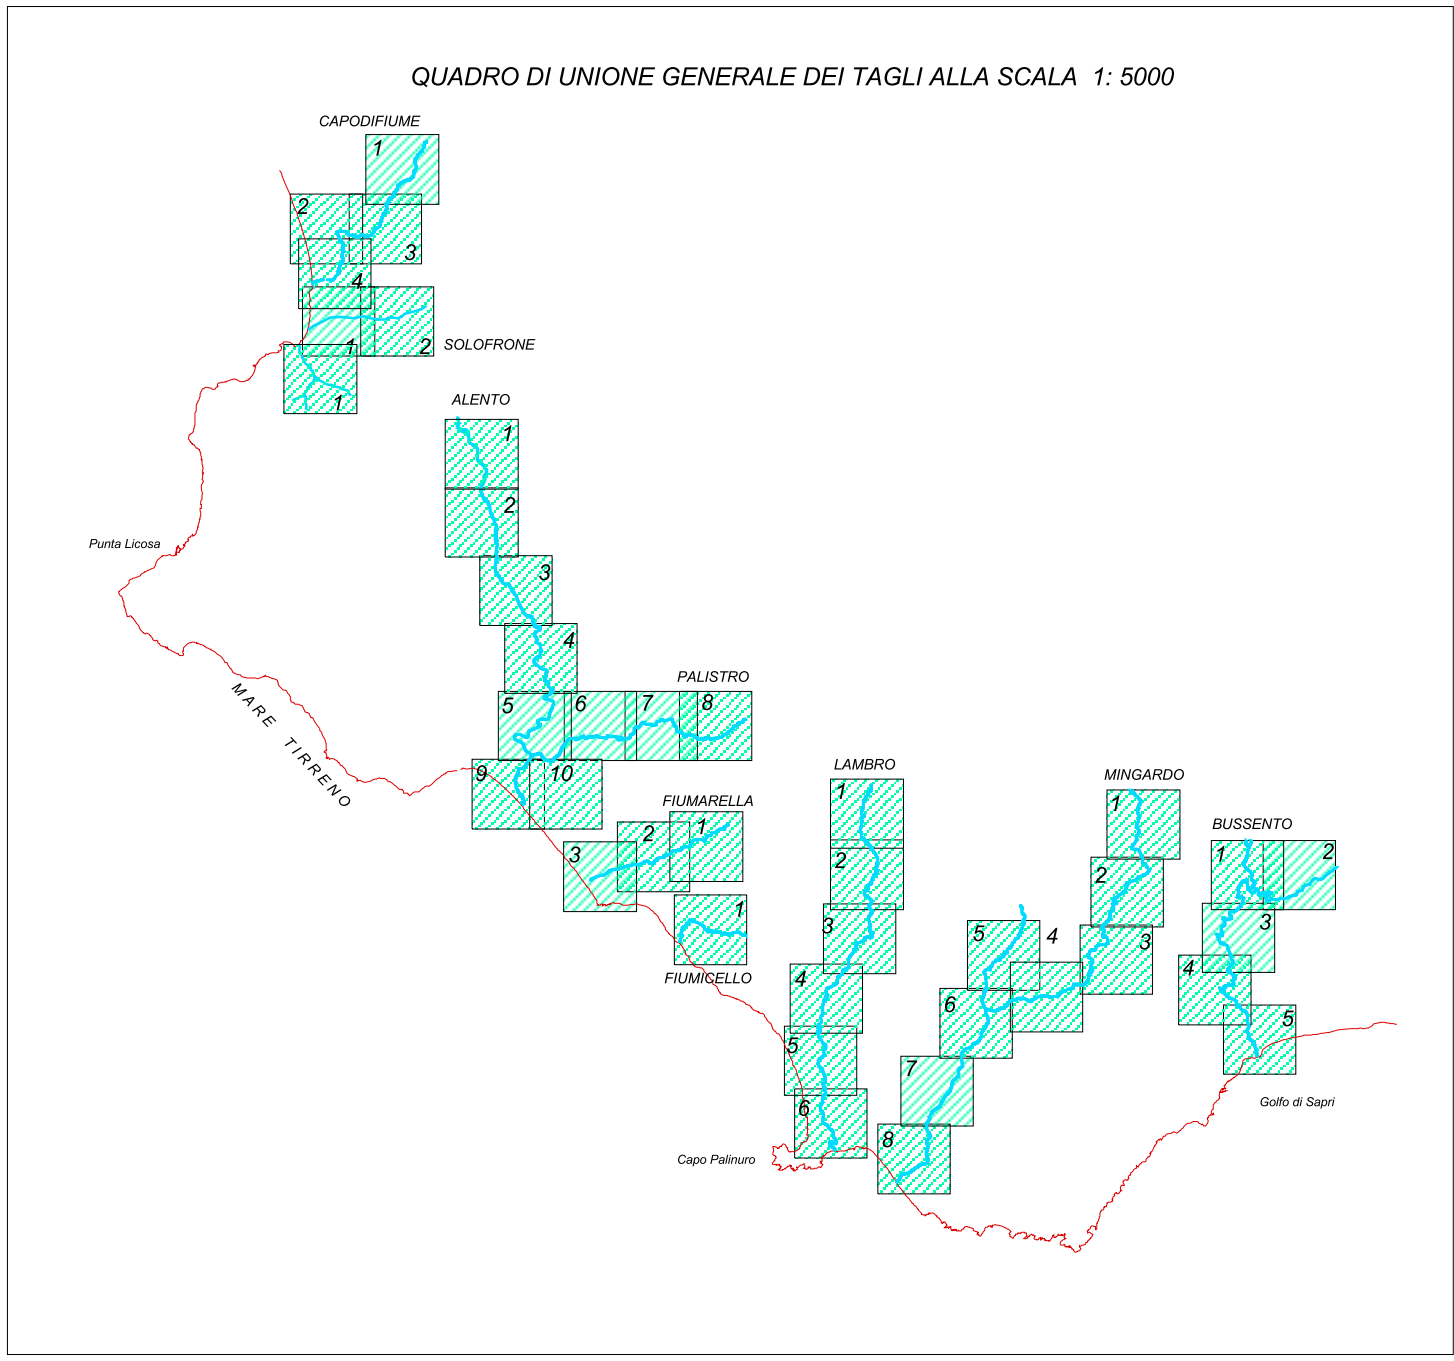 QUADRO DI UNIONE GENERALE DEI TAGLI ALLA SCALA 1: 5000
CAPODIFIUME
1
2
3
4
1
2
SOLOFRONE
1
ALENTO
1
2
3
4
Punta Licosa
MARE TIRRENO
PALISTRO
5
6
7
8
9
10
FIUMARELLA
1
2
3
1
FIUMICELLO
LAMBRO
1
2
3
4
5
6
Capo Palinuro
MINGARDO
1
2
3
4
5
6
7
8
BUSSENTO
1
2
3
4
5
Golfo di Sapri